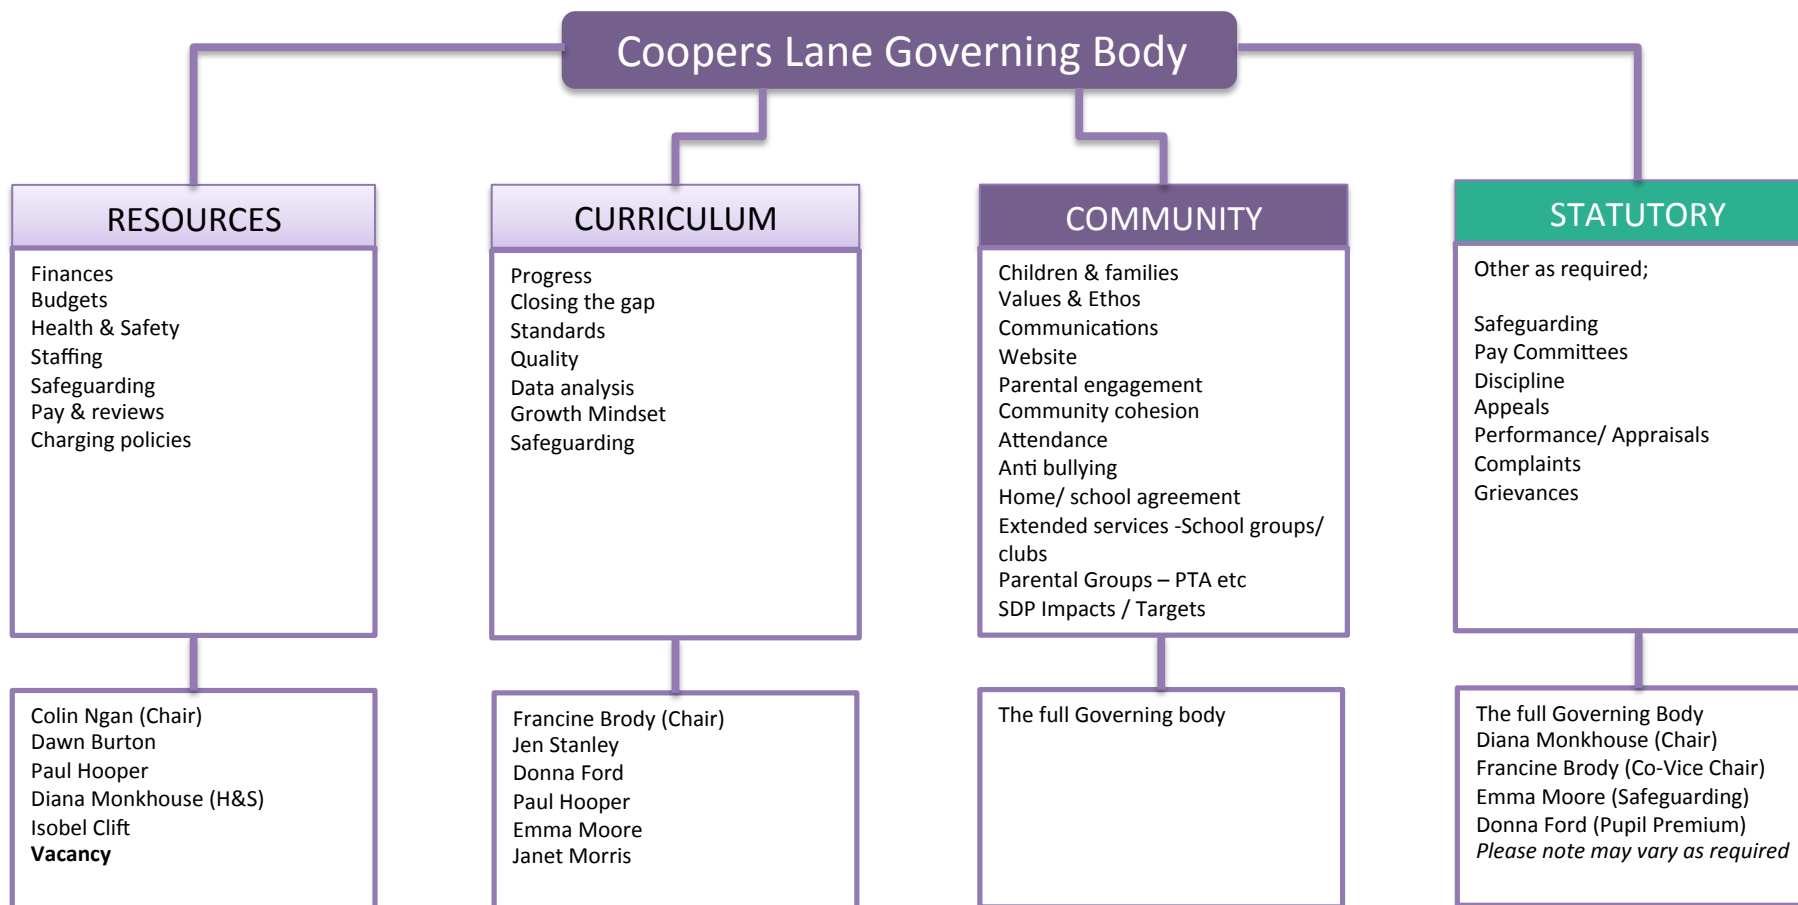 Coopers Lane Governing Body
RESOURCES
Finances
Budgets
Health & Safety
Staffing
Safeguarding
Pay & reviews
Charging policies
Colin Ngan (Chair)
Dawn Burton
Paul Hooper
Diana Monkhouse (H&S)
Isobel Clift
Vacancy
CURRICULUM
Progress
Closing the gap
Standards
Quality
Data analysis
Growth Mindset
Safeguarding
Francine Brody (Chair)
Jen Stanley
Donna Ford
Paul Hooper
Emma Moore
Janet Morris
COMMUNITY
Children & families
Values & Ethos
Communications
Website
Parental engagement
Community cohesion
Attendance
Anti bullying
Home/ school agreement
Extended services -School groups/
clubs
Parental Groups – PTA etc
SDP Impacts / Targets
The full Governing body
STATUTORY
Other as required;
Safeguarding
Pay Committees
Discipline
Appeals
Performance/ Appraisals
Complaints
Grievances
The full Governing Body
Diana Monkhouse (Chair)
Francine Brody (Co-Vice Chair)
Emma Moore (Safeguarding)
Donna Ford (Pupil Premium)
Please note may vary as required